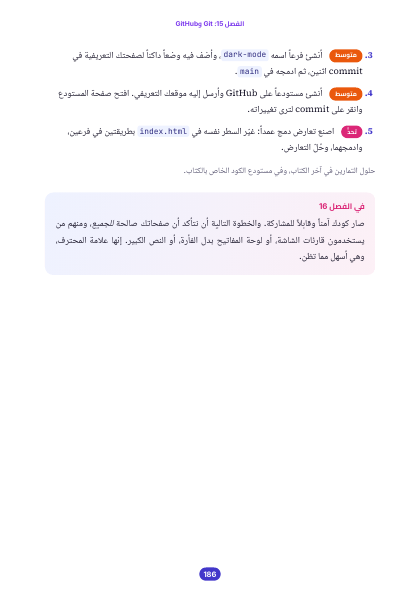 الفصل 15: Git وGitHub
3. متوسط أنشئ فرعاً اسمه dark-mode، وأضف فيه وضعاً داكناً لصفحتك التعريفية في
commit اثنين، ثم ادمجه في main.
4. متوسط أنشئ مستودعاً على GitHub وأرسل إليه موقعك التعريفي. افتح صفحة المستودع
وانقر على commit لترى تغييراته.
5. تحدٍّ اصنع تعارض دمج عمداً: غيّر السطر نفسه في index.html بطريقتين في فرعين،
وادمجهما، وحُلّ التعارض.
حلول التمارين في آخر الكتاب، وفي مستودع الكود الخاص بالكتاب.
في الفصل 16
صار كودك آمناً وقابلاً للمشاركة. والخطوة التالية أن نتأكد أن صفحاتك صالحة للجميع، ومنهم من
يستخدمون قارئات الشاشة، أو لوحة المفاتيح بدل الفأرة، أو النص الكبير. إنها علامة المحترف،
وهي أسهل مما تظن.
186